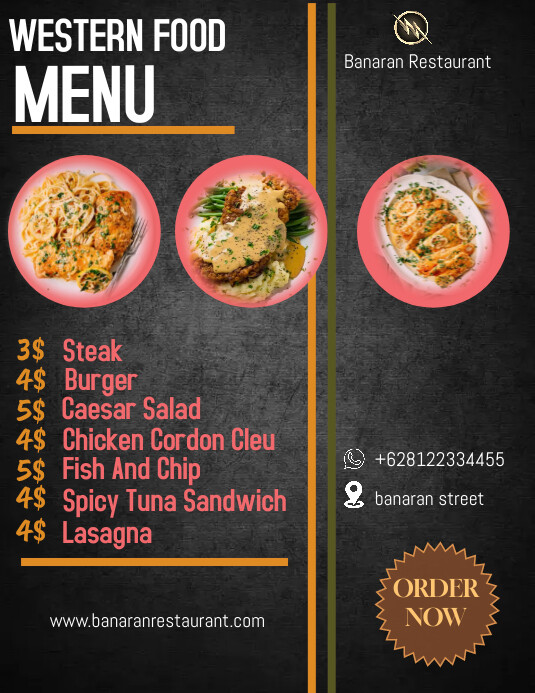 WESTERN FOOD
MENU
Banaran Restaurant
3$ Steak
4$ Burger
5$ Caesar Salad
4$ Chicken Cordon Cleu
5$ Fish And Chip
4$ Spicy Tuna Sandwich
4$ Lasagna
www.banaranrestaurant.com
+628122334455
banaran street
ORDER
NOW